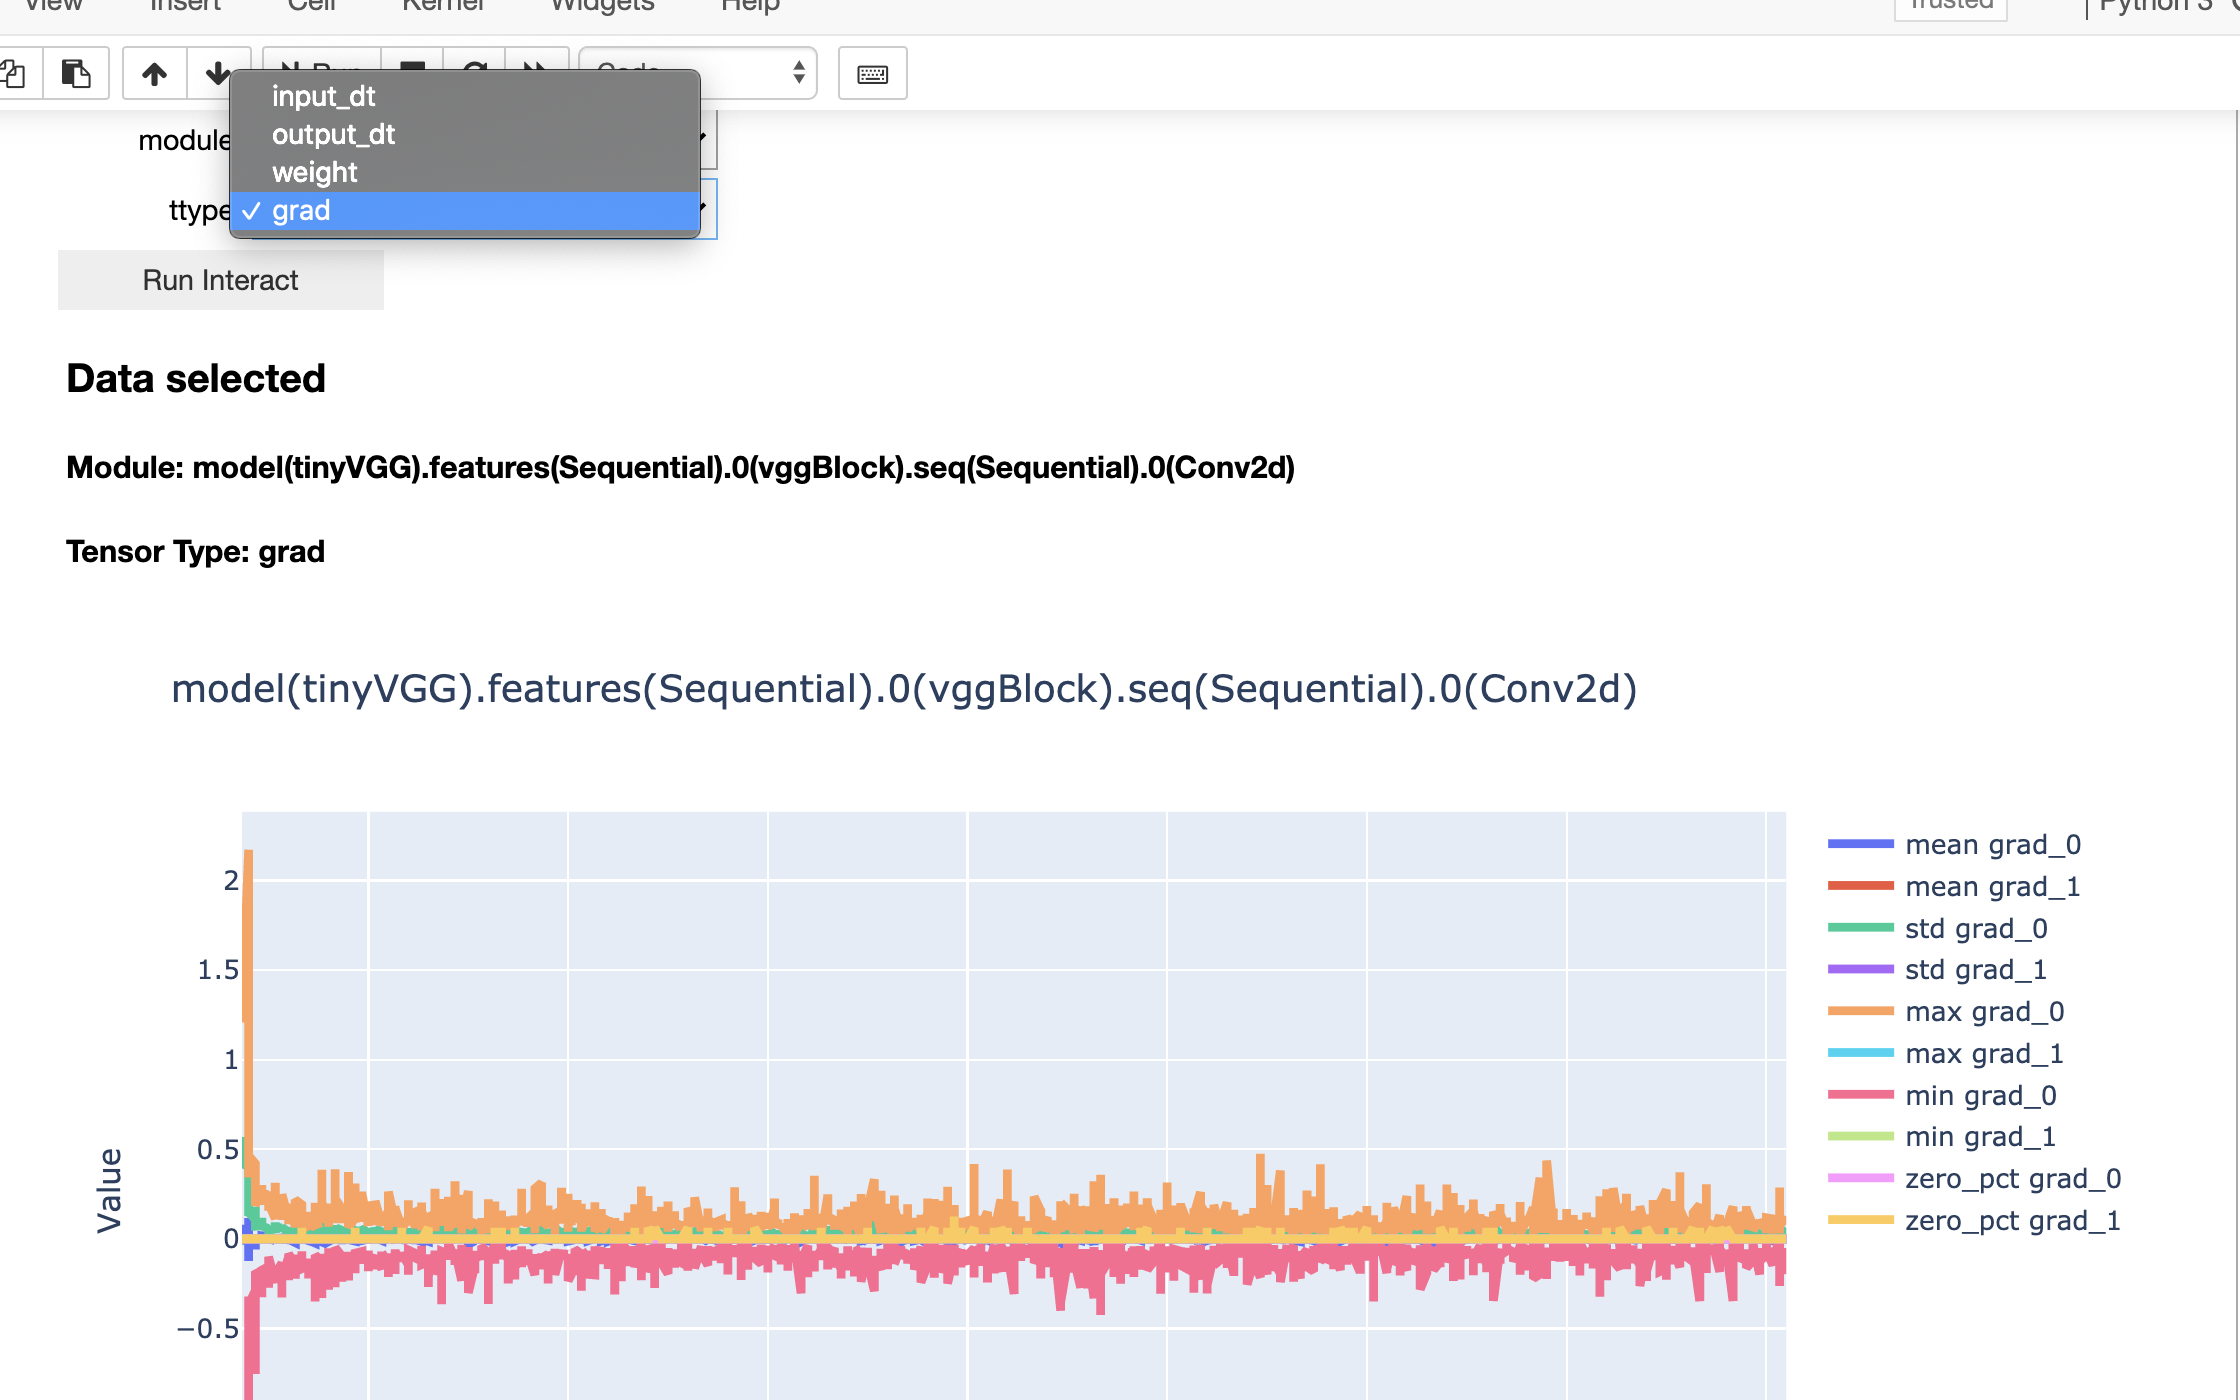 View Insert Cell Kernel Widgets Help Trusted Python 3
Run Code
input_dt
output_dt
weight
✓ grad
module
ttype
Run Interact
Data selected
Module: model(tinyVGG).features(Sequential).0(vggBlock).seq(Sequential).0(Conv2d)
Tensor Type: grad
model(tinyVGG).features(Sequential).0(vggBlock).seq(Sequential).0(Conv2d)
2
1.5
1
0.5
0
−0.5
Value
mean grad_0
mean grad_1
std grad_0
std grad_1
max grad_0
max grad_1
min grad_0
min grad_1
zero_pct grad_0
zero_pct grad_1